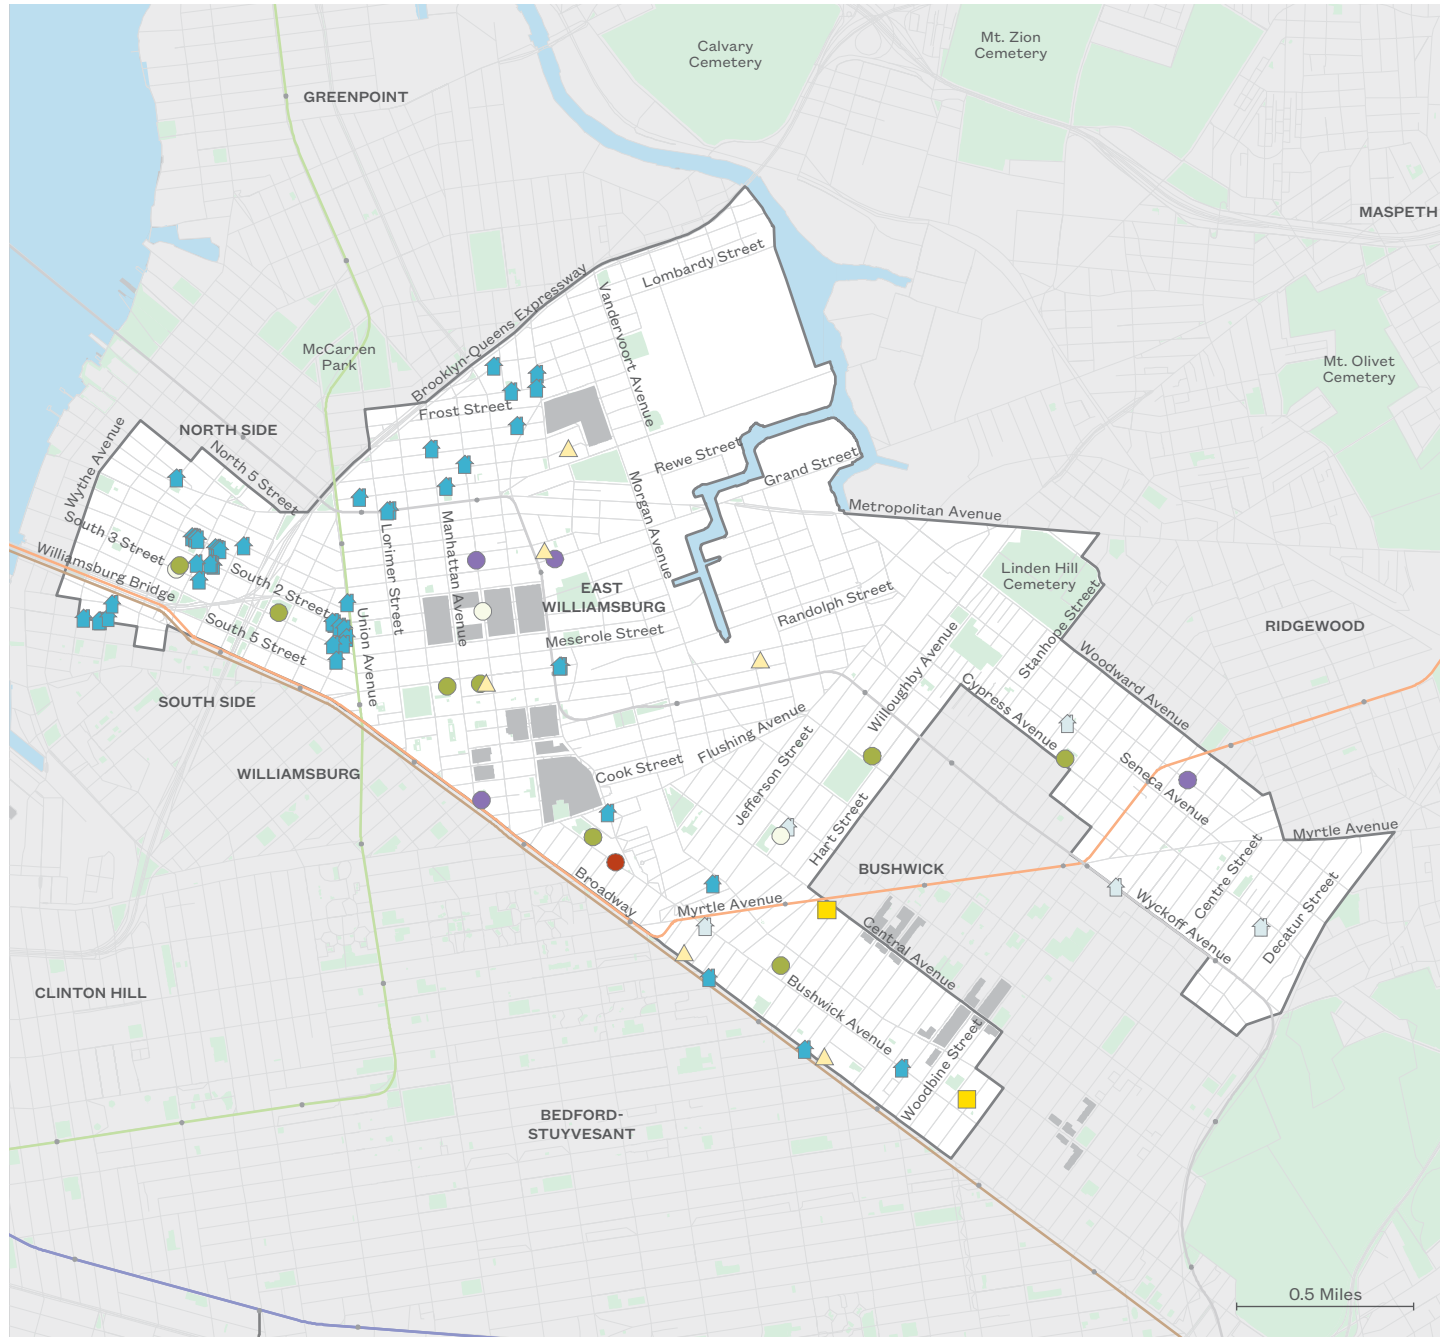 Calvary
Cemetery
Mt. Zion
Cemetery
GREENPOINT
MASPETH
Lombardy Street
Brooklyn-Queens Expressway
Vandervoort Avenue
McCarren
Park
Mt. Olivet
Cemetery
Frost Street
NORTH SIDE
Wythe Avenue
North 5 Street
Rewe Street
Grand Street
Morgan Avenue
Metropolitan Avenue
South 3 Street
Williamsburg Bridge
South 2 Street
Lorimer Street
Manhattan Avenue
EAST
WILLIAMSBURG
Linden Hill
Cemetery
Randolph Street
Stanhope Street
RIDGEWOOD
South 5 Street
Union Avenue
Meserole Street
Willoughby Avenue
Woodward Avenue
SOUTH SIDE
Cypress Avenue
Flushing Avenue
Seneca Avenue
WILLIAMSBURG
Cook Street
Jefferson Street
Hart Street
Myrtle Avenue
BUSHWICK
Centre Street
Broadway
Myrtle Avenue
Wyckoff Avenue
Decatur Street
Central Avenue
CLINTON HILL
Bushwick Avenue
Woodbine Street
BEDFORD-
STUYVESANT
0.5 Miles